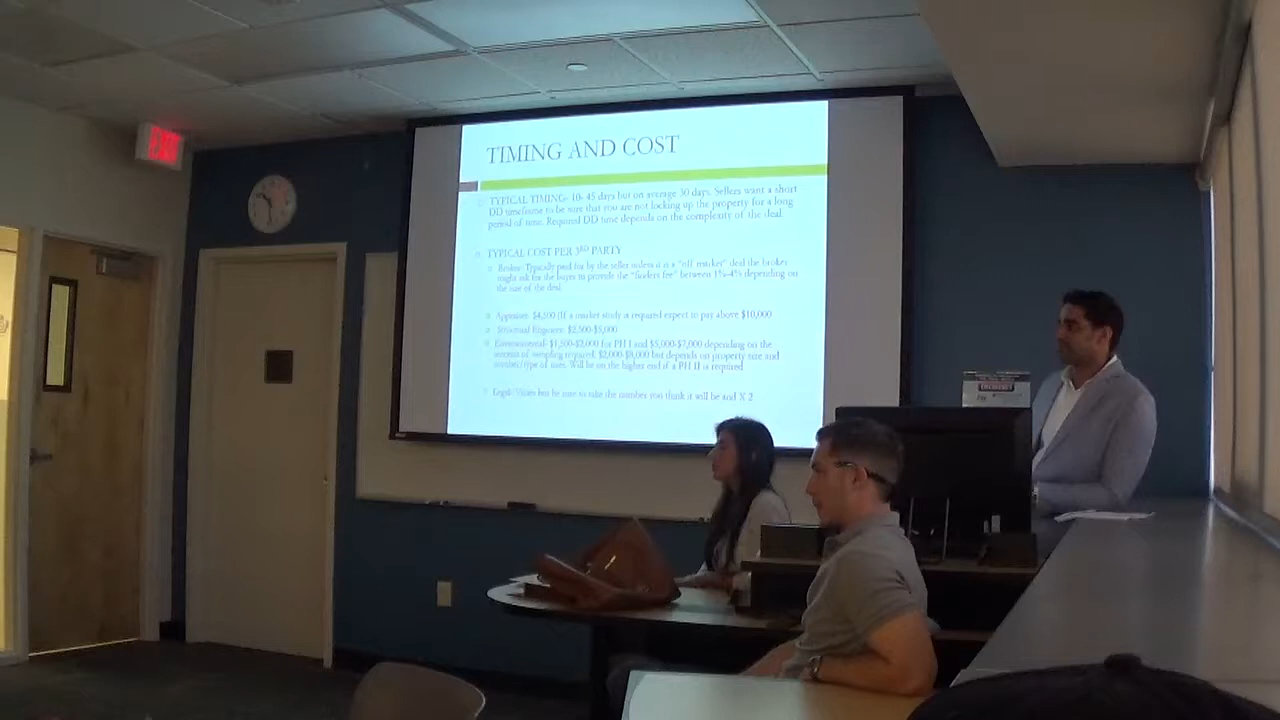 EXIT
TIMING AND COST
TYPICAL TIMING- 10- 45 days but on average 30 days. Sellers want a short
DD timeframe to be sure that you are not locking up the property for a long
period of time. Required DD time depends on the complexity of the deal.
TYPICAL COST PER 3RD PARTY
Broker- Typically paid for by the seller unless it is a "off market" deal the broker
might ask for the buyer to provide the "finders fee" between 1%-4% depending on
the size of the deal.
Appraiser- (If a market study is required expect to pay above $10,000
Structural Engineer- $2,500-$5,000
Environmental- $1,500-$2,000 for PH I and $5,000-$7,000 depending on the
amount of sampling required. $2,000-$8,000 but depends on property size and
number/type of uses. Will be on the higher end if a PH II is required
Legal- Varies but be sure to take the number you think it will be and X 2